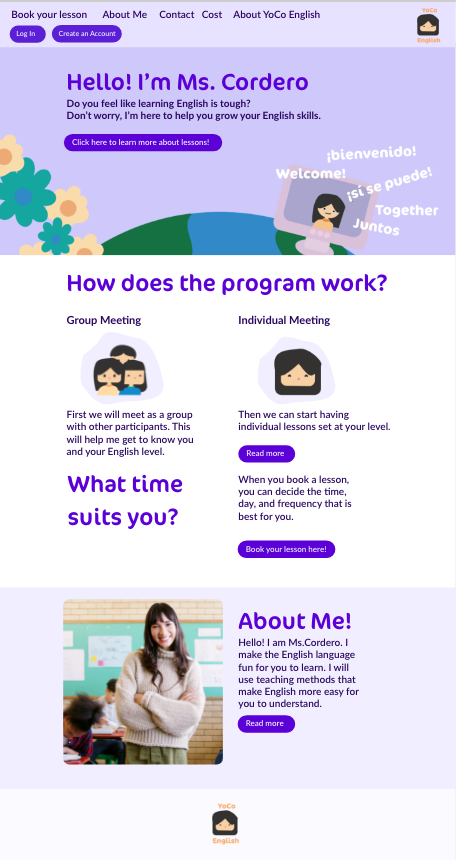 Book your lesson About Me Contact Cost About YoCo English
Log In Create an Account
YoCo
English
Hello! I'm Ms. Cordero
Do you feel like learning English is tough?
Don't worry, I'm here to help you grow your English skills.
Click here to learn more about lessons!
¡bienvenido!
Welcome!
¡sí se puede!
Together
Juntos
How does the program work?
Group Meeting
First we will meet as a group
with other participants. This
will help me get to know you
and your English level.
Individual Meeting
Then we can start having
individual lessons set at your level.
Read more
What time
suits you?
When you book a lesson,
you can decide the time,
day, and frequency that is
best for you.
Book your lesson here!
About Me!
Hello! I am Ms.Cordero. I
make the English language
fun for you to learn. I will
use teaching methods that
make English more easy for
you to understand.
Read more
YoCo
English